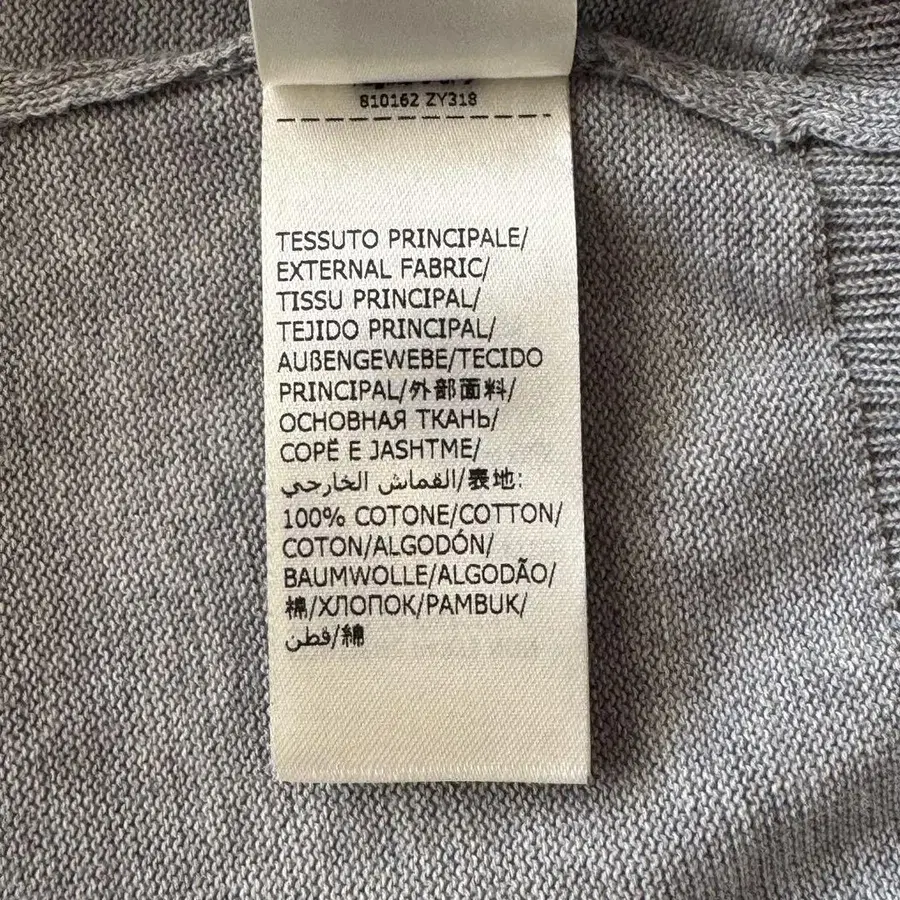 810162 ZY318
TESSUTO PRINCIPALE/
EXTERNAL FABRIC/
TISSU PRINCIPAL/
TEJIDO PRINCIPAL/
AUßENGEWEBE/TECIDO
PRINCIPAL/外部面料/
ОСНОВНАЯ ТКАНЬ/
COPË E JASHTME/
القماش الخارجي/表地:
100% COTONE/COTTON/
COTON/ALGODÓN/
BAUMWOLLE/ALGODÃO/
棉/ХЛОПОК/PAMBUK/
قطن/綿